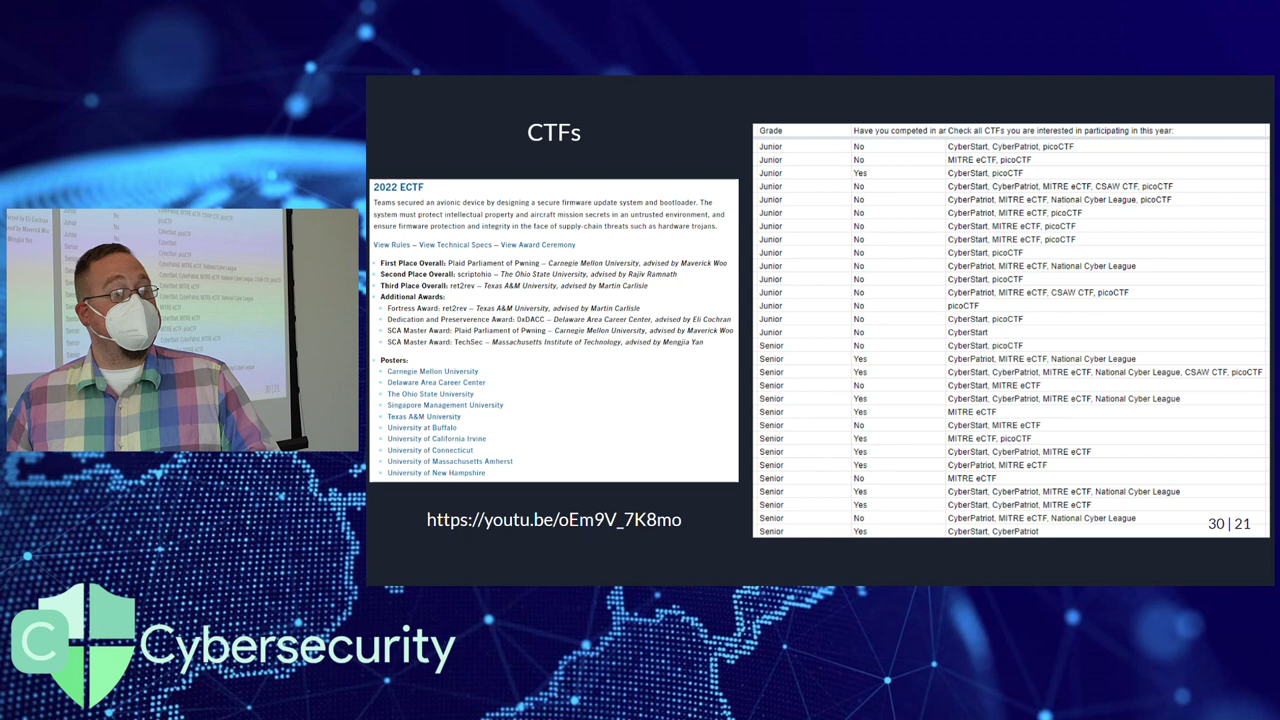 CTFs
2022 ECTF
Teams secured an avionic device by designing a secure firmware update system and bootloader. The
system must protect intellectual property and aircraft mission secrets in an untrusted environment, and
ensure firmware protection and integrity in the face of supply-chain threats such as hardware trojans.
View Rules – View Technical Specs – View Award Ceremony
First Place Overall: Plaid Parliament of Pwning – Carnegie Mellon University, advised by Maverick Woo
Second Place Overall: scriptohio – The Ohio State University, advised by Rajiv Ramnath
Third Place Overall: ret2rev – Texas A&M University, advised by Martin Carlisle
Additional Awards:
Fortress Award: ret2rev – Texas A&M University, advised by Martin Carlisle
Dedication and Preserverence Award: 0xDACC – Delaware Area Career Center, advised by Eli Cochran
SCA Master Award: Plaid Parliament of Pwning – Carnegie Mellon University, advised by Maverick Woo
SCA Master Award: TechSec – Massachusetts Institute of Technology, advised by Mengjia Yan
Posters:
Carnegie Mellon University
Delaware Area Career Center
The Ohio State University
Singapore Management University
Texas A&M University
University at Buffalo
University of California Irvine
University of Connecticut
University of Massachusetts Amherst
University of New Hampshire
https://youtu.be/oEm9V_7K8mo
Grade Have you competed in ar Check all CTFs you are interested in participating in this year:
Junior No CyberStart, CyberPatriot, picoCTF
Junior No MITRE eCTF, picoCTF
Junior Yes CyberStart, picoCTF
Junior No CyberStart, CyberPatriot, MITRE eCTF, CSAW CTF, picoCTF
Junior No CyberPatriot, MITRE eCTF, National Cyber League, picoCTF
Junior No CyberPatriot, MITRE eCTF, picoCTF
Junior No CyberStart, MITRE eCTF, picoCTF
Junior No CyberStart, MITRE eCTF, picoCTF
Junior No CyberStart, picoCTF
Junior No CyberPatriot, MITRE eCTF, National Cyber League
Junior No CyberStart, picoCTF
Junior No CyberPatriot, MITRE eCTF, CSAW CTF, picoCTF
Junior No picoCTF
Junior No CyberStart, picoCTF
Junior No CyberStart
Senior No CyberStart, picoCTF
Senior Yes CyberPatriot, MITRE eCTF, National Cyber League
Senior Yes CyberStart, CyberPatriot, MITRE eCTF, National Cyber League, CSAW CTF, picoCTF
Senior No CyberStart, MITRE eCTF
Senior Yes CyberStart, CyberPatriot, MITRE eCTF, National Cyber League
Senior Yes MITRE eCTF
Senior No CyberStart, MITRE eCTF
Senior Yes MITRE eCTF, picoCTF
Senior Yes CyberStart, CyberPatriot, MITRE eCTF
Senior Yes CyberPatriot, MITRE eCTF
Senior No MITRE eCTF
Senior Yes CyberStart, CyberPatriot, MITRE eCTF, National Cyber League
Senior Yes CyberStart, CyberPatriot, MITRE eCTF
Senior No CyberPatriot, MITRE eCTF, National Cyber League
Senior Yes CyberStart, CyberPatriot
30 | 21
C Cybersecurity